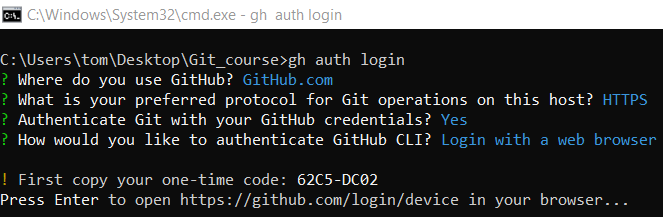 C:\Windows\System32\cmd.exe - gh  auth login
C:\Users\tom\Desktop\Git_course>gh auth login
? Where do you use GitHub? GitHub.com
? What is your preferred protocol for Git operations on this host? HTTPS
? Authenticate Git with your GitHub credentials? Yes
? How would you like to authenticate GitHub CLI? Login with a web browser
! First copy your one-time code: 62C5-DC02
Press Enter to open https://github.com/login/device in your browser...